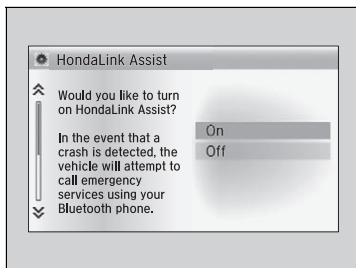 HondaLink Assist
Would you like to turn
on HondaLink Assist?
In the event that a
crash is detected, the
vehicle will attempt to
call emergency
services using your
Bluetooth phone.
On
Off